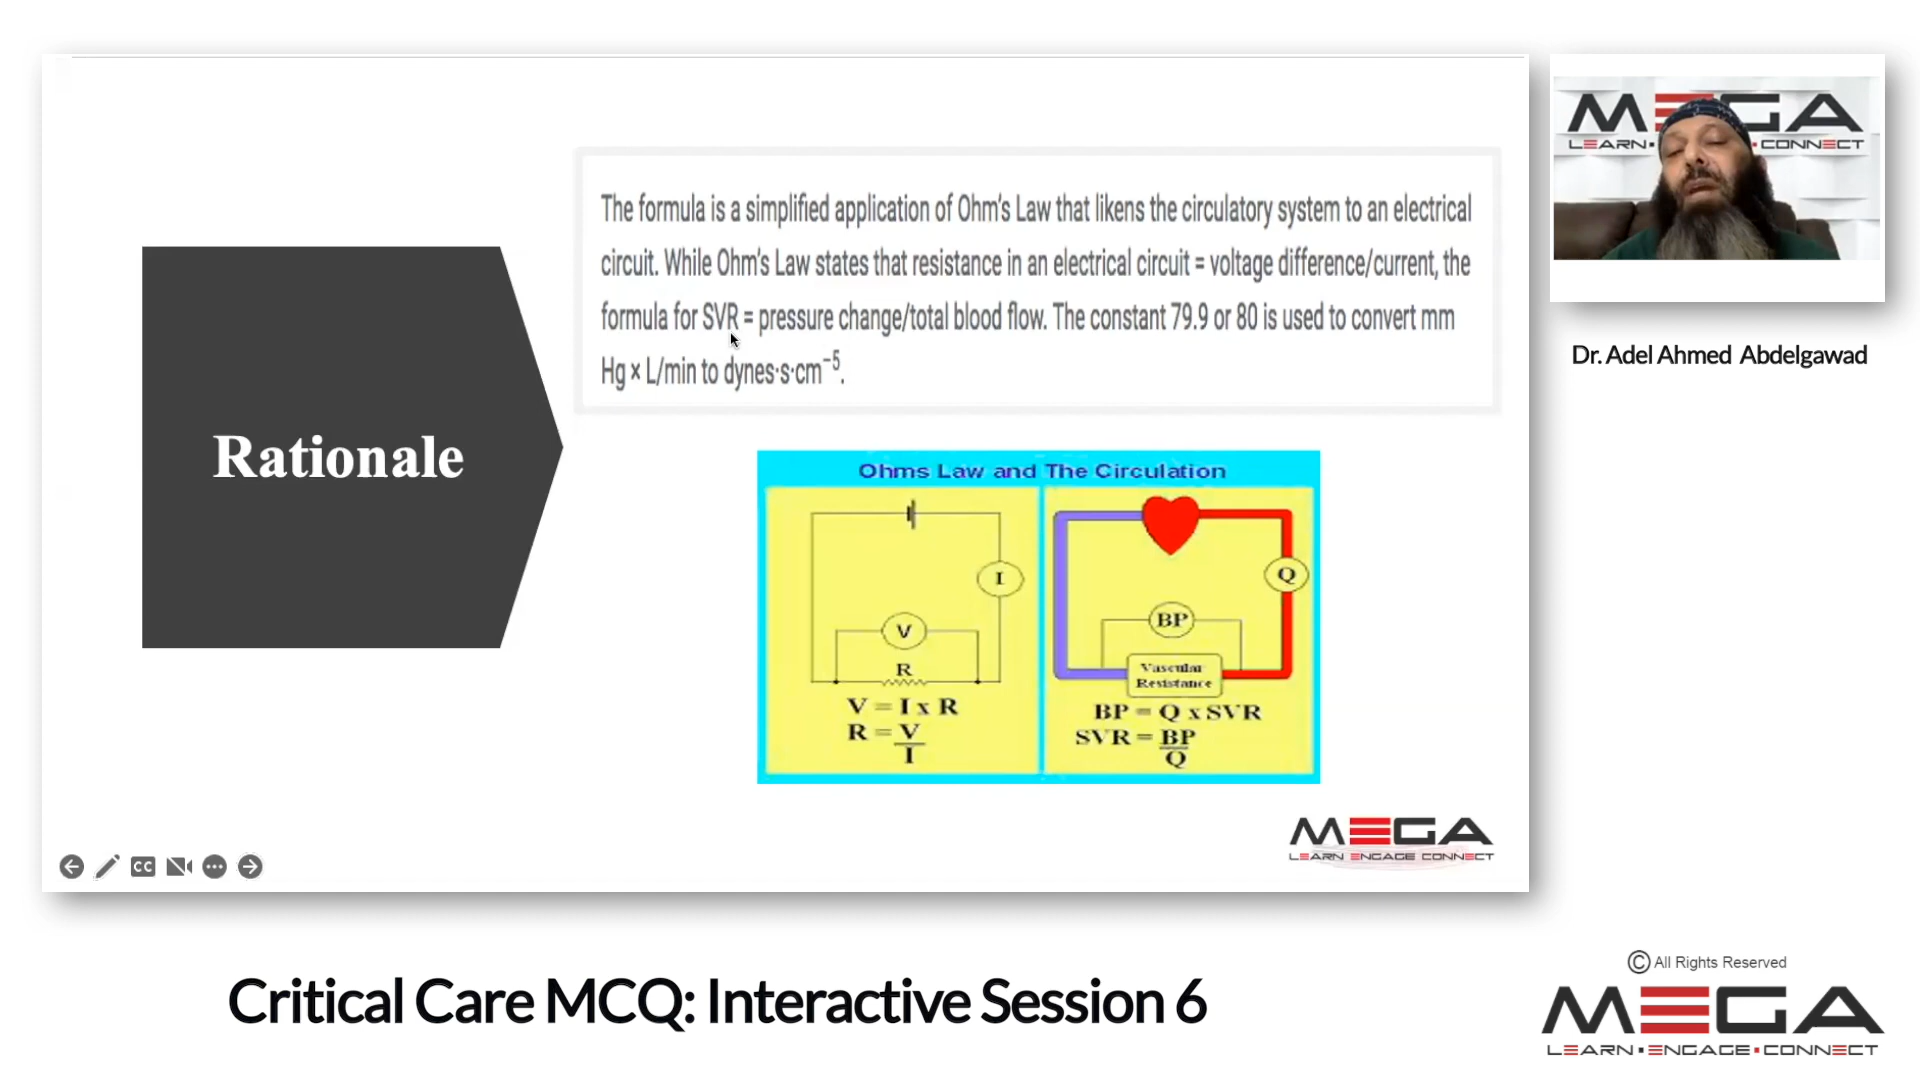 The formula is a simplified application of Ohm's Law that likens the circulatory system to an electrical
circuit. While Ohm's Law states that resistance in an electrical circuit = voltage difference/current, the
formula for SVR = pressure change/total blood flow. The constant 79.9 or 80 is used to convert mm
Hg × L/min to dynes·s·cm⁻⁵.
Rationale
Ohms Law and The Circulation
I
V
R
V = I x R
R = V
I
Q
BP
Vascular
Resistance
BP = Q x SVR
SVR = BP
Q
MEGA
LEARN ENGAGE CONNECT
CC
MEGA
LEARN · CONNECT
Dr. Adel Ahmed Abdelgawad
Critical Care MCQ: Interactive Session 6
© All Rights Reserved
MEGA
LEARN · ENGAGE · CONNECT